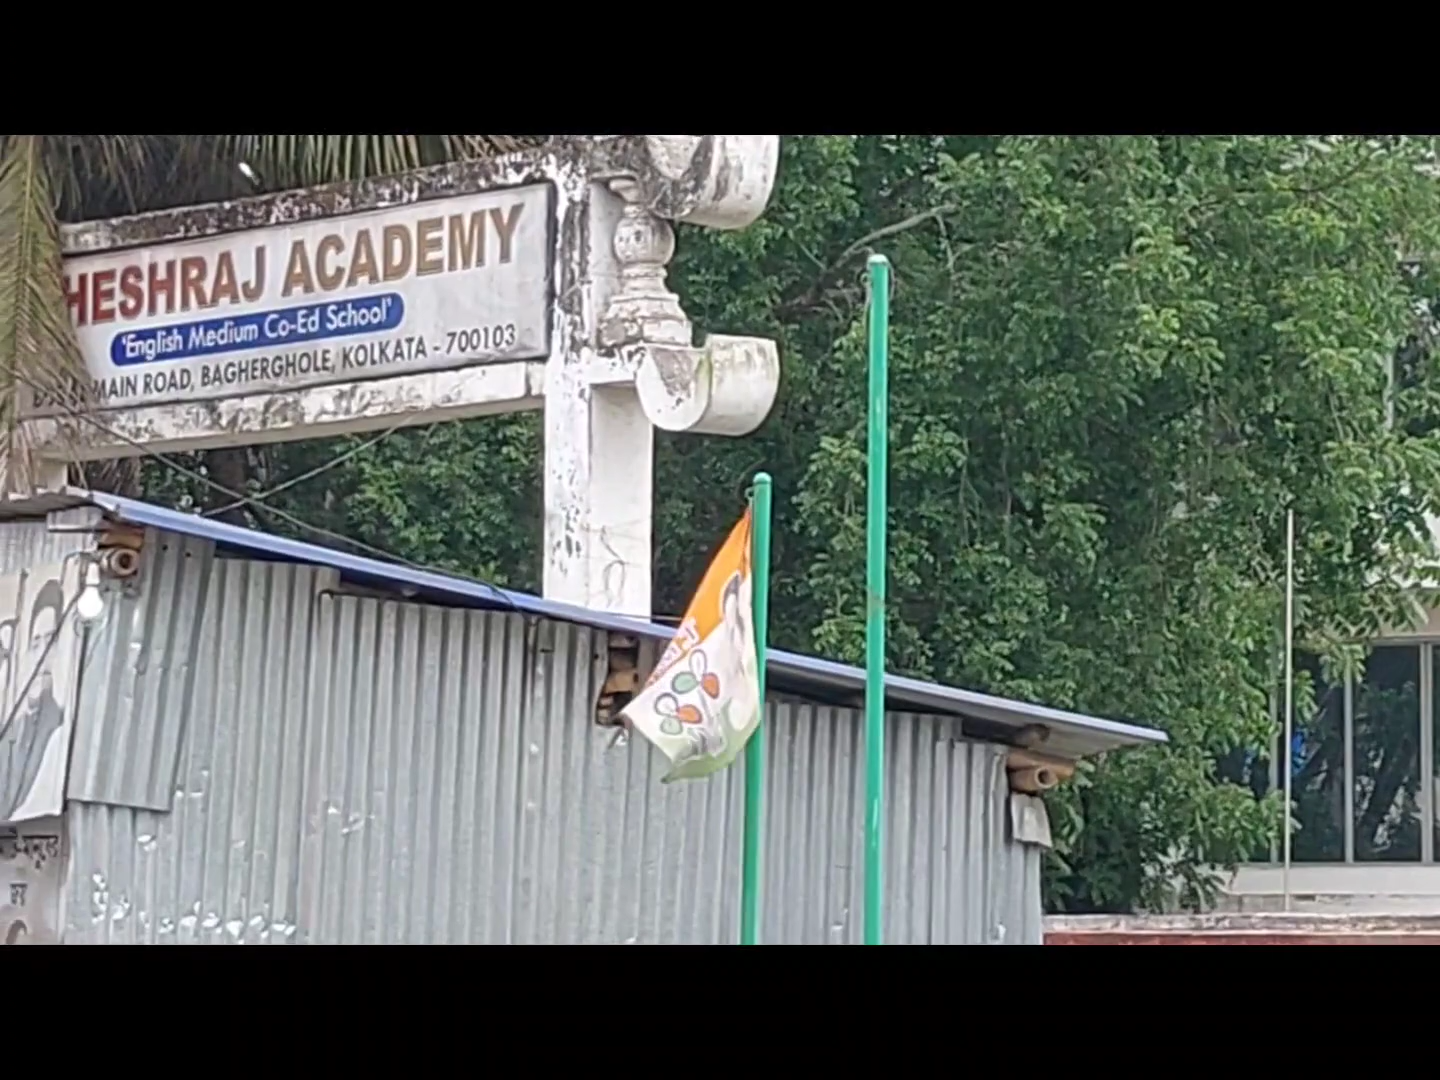 HESHRAJ ACADEMY
'English Medium Co-Ed School'
MAIN ROAD, BAGHERGHOLE, KOLKATA - 700103